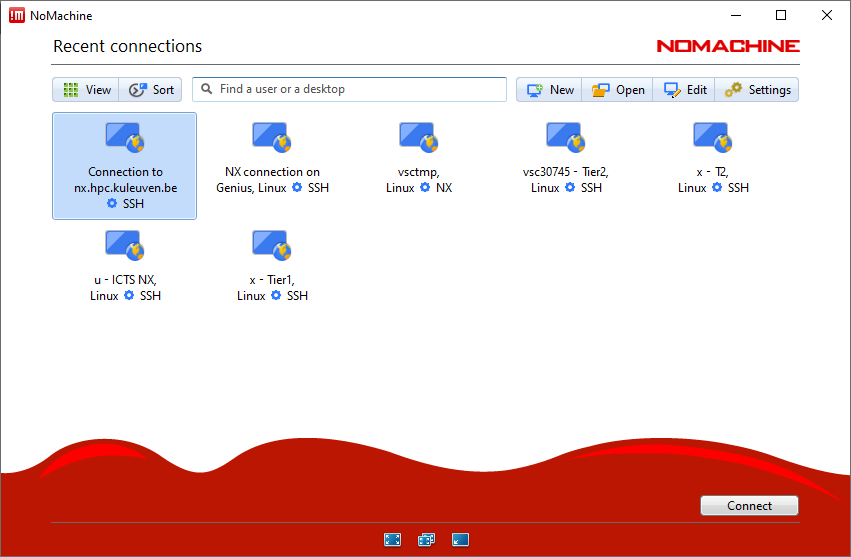 NoMachine
Recent connections
NOMACHINE
View Sort Find a user or a desktop New Open Edit Settings
Connection to
nx.hpc.kuleuven.be
SSH
NX connection on
Genius, Linux SSH
vsctmp,
Linux NX
vsc30745 - Tier2,
Linux SSH
x - T2,
Linux SSH
u - ICTS NX,
Linux SSH
x - Tier1,
Linux SSH
Connect